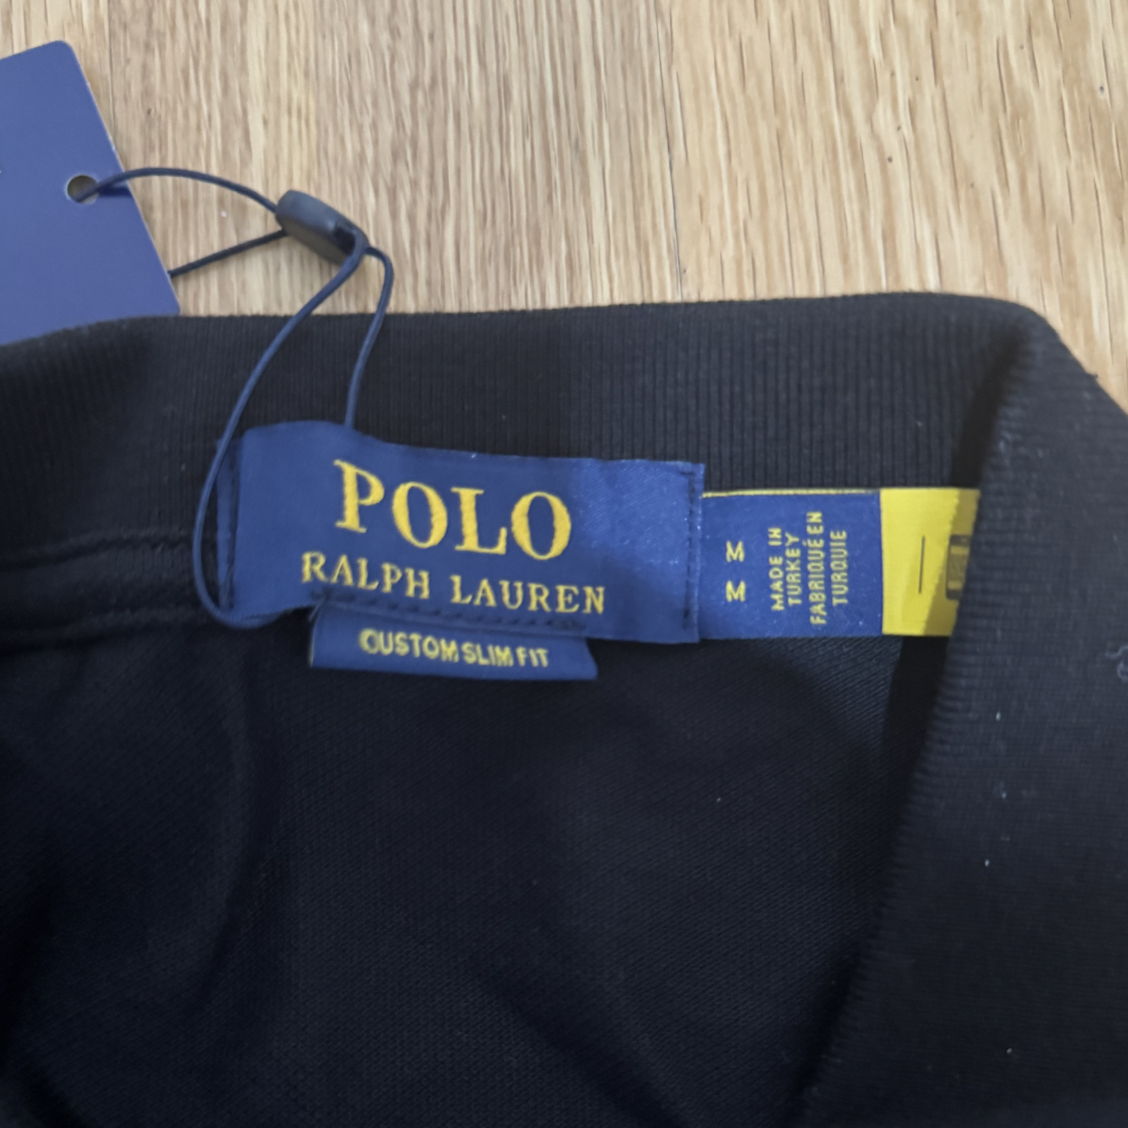 POLO
RALPH LAUREN
CUSTOM SLIM FIT
M
M
MADE IN
TURKEY
FABRIQUÉ EN
TURQUIE